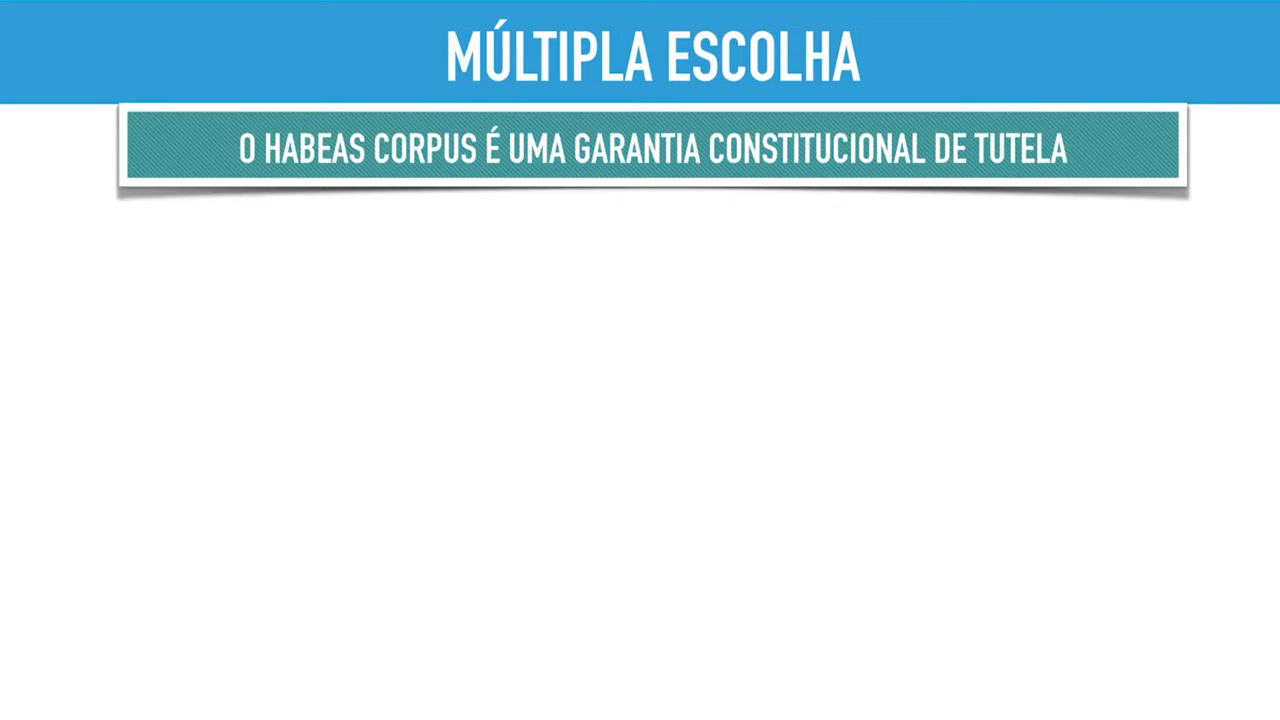 MÚLTIPLA ESCOLHA
O HABEAS CORPUS É UMA GARANTIA CONSTITUCIONAL DE TUTELA